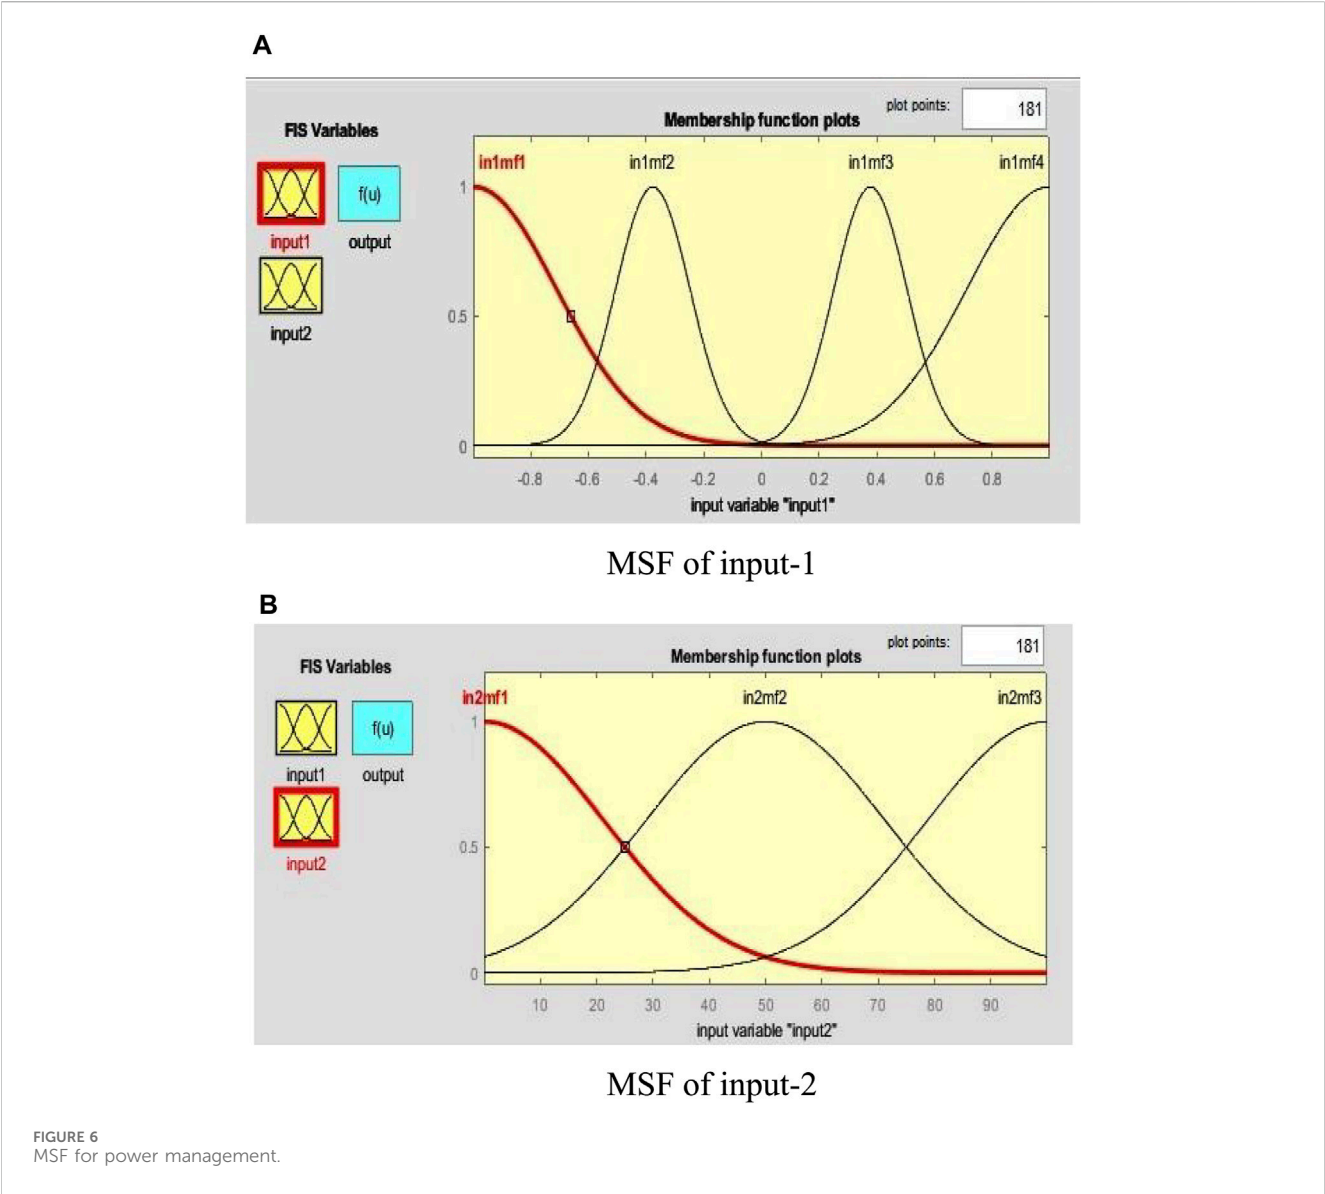 A
plot points: 181
Membership function plots
FIS Variables
in1mf1 in1mf2 in1mf3 in1mf4
f(u)
input1 output
input2
1
0.5
0
-0.8 -0.6 -0.4 -0.2 0 0.2 0.4 0.6 0.8
input variable "input1"
MSF of input-1
B
plot points: 181
Membership function plots
FIS Variables
in2mf1 in2mf2 in2mf3
f(u)
input1 output
input2
1
0.5
0
10 20 30 40 50 60 70 80 90
input variable "input2"
MSF of input-2
FIGURE 6
MSF for power management.